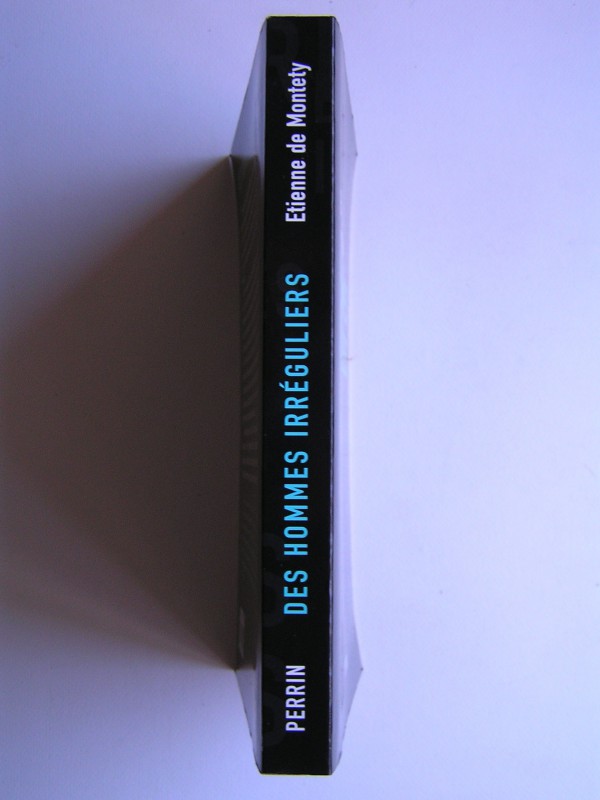 PERRIN
DES HOMMES IRRÉGULIERS
Etienne de Montety